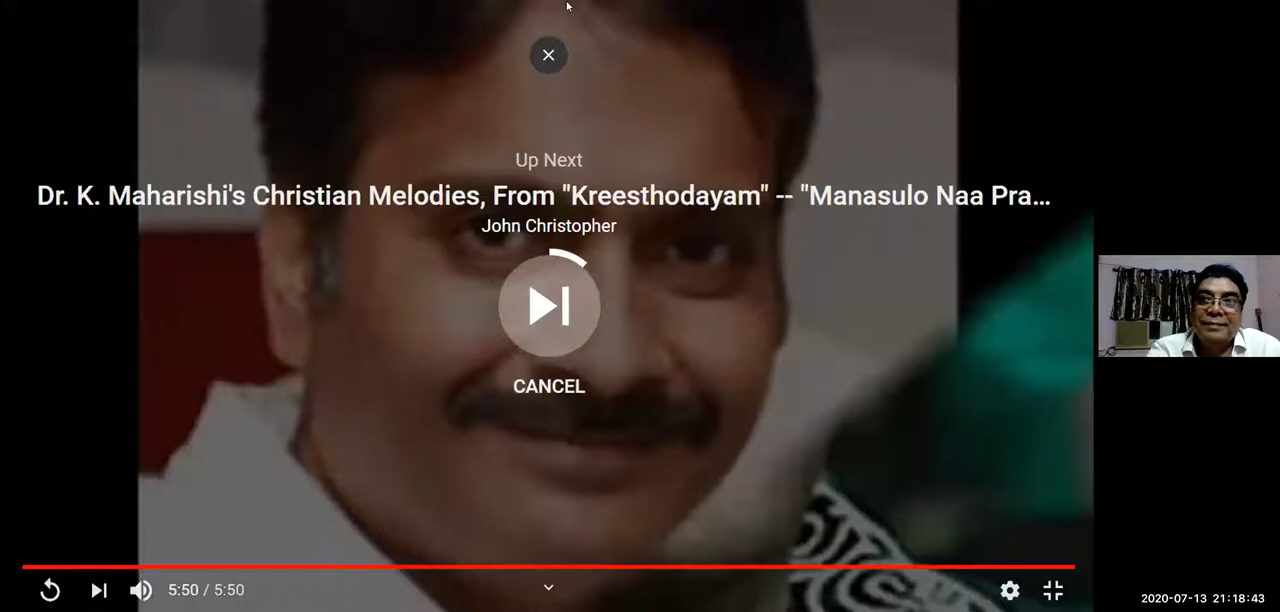 Up Next
Dr. K. Maharishi's Christian Melodies, From "Kreesthodayam" -- "Manasulo Naa Pra...
John Christopher
CANCEL
5:50 / 5:50
2020-07-13 21:18:43